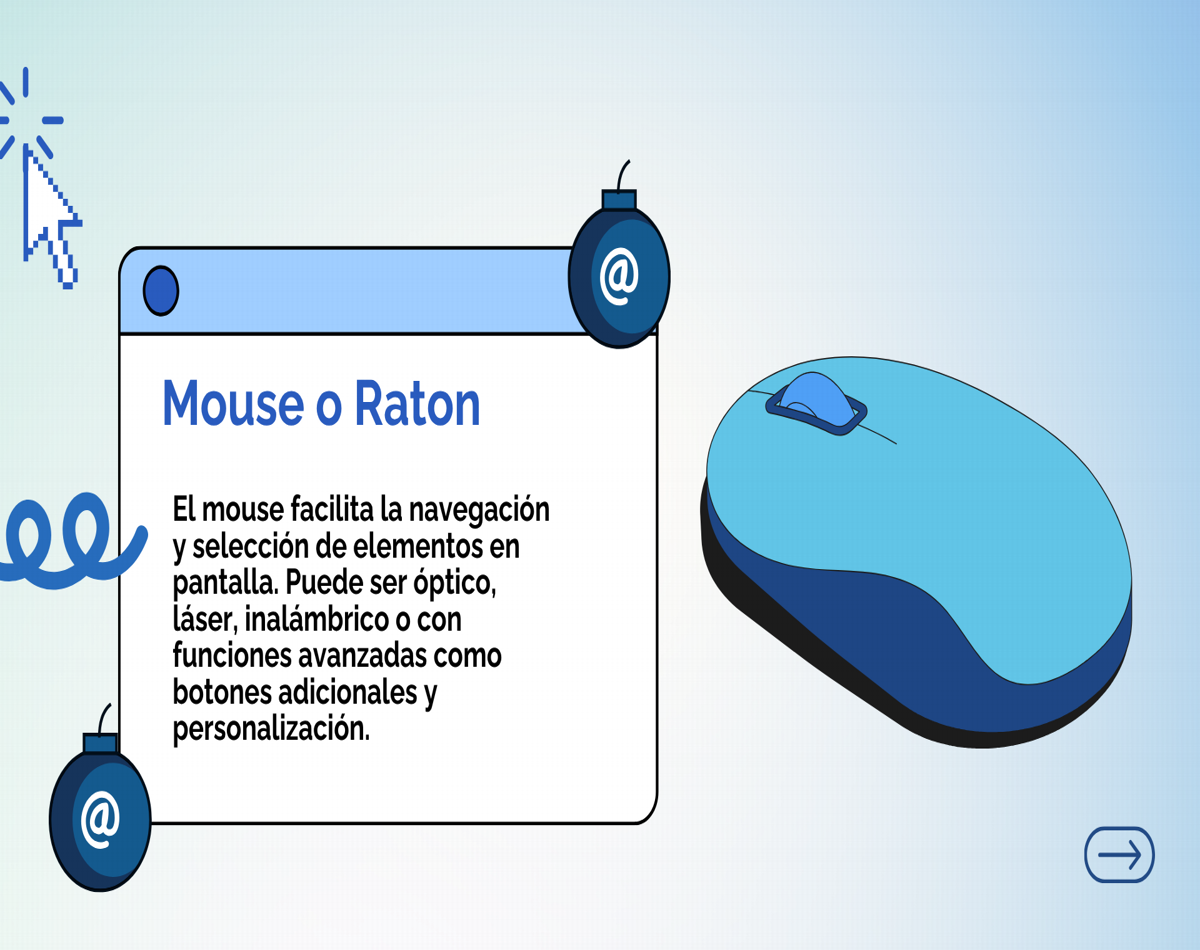 @
Mouse o Raton
El mouse facilita la navegación
y selección de elementos en
pantalla. Puede ser óptico,
láser, inalámbrico o con
funciones avanzadas como
botones adicionales y
personalización.
@